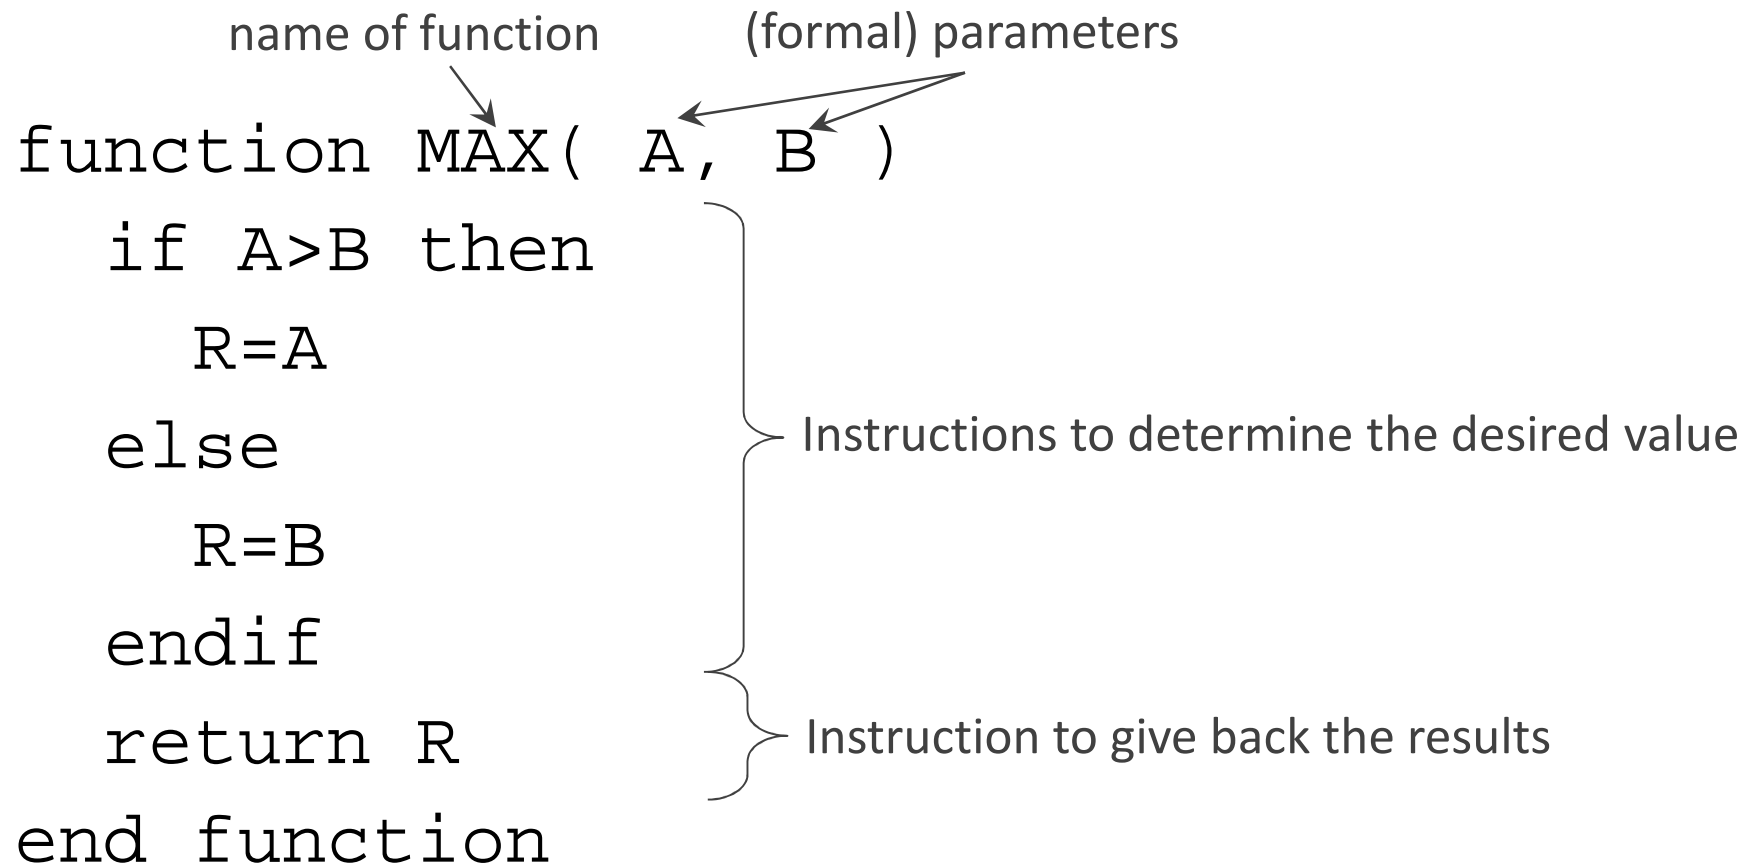 name of function (formal) parameters
function MAX( A, B )
if A>B then
R=A
else
Instructions to determine the desired value
R=B
endif
return R
Instruction to give back the results
end function